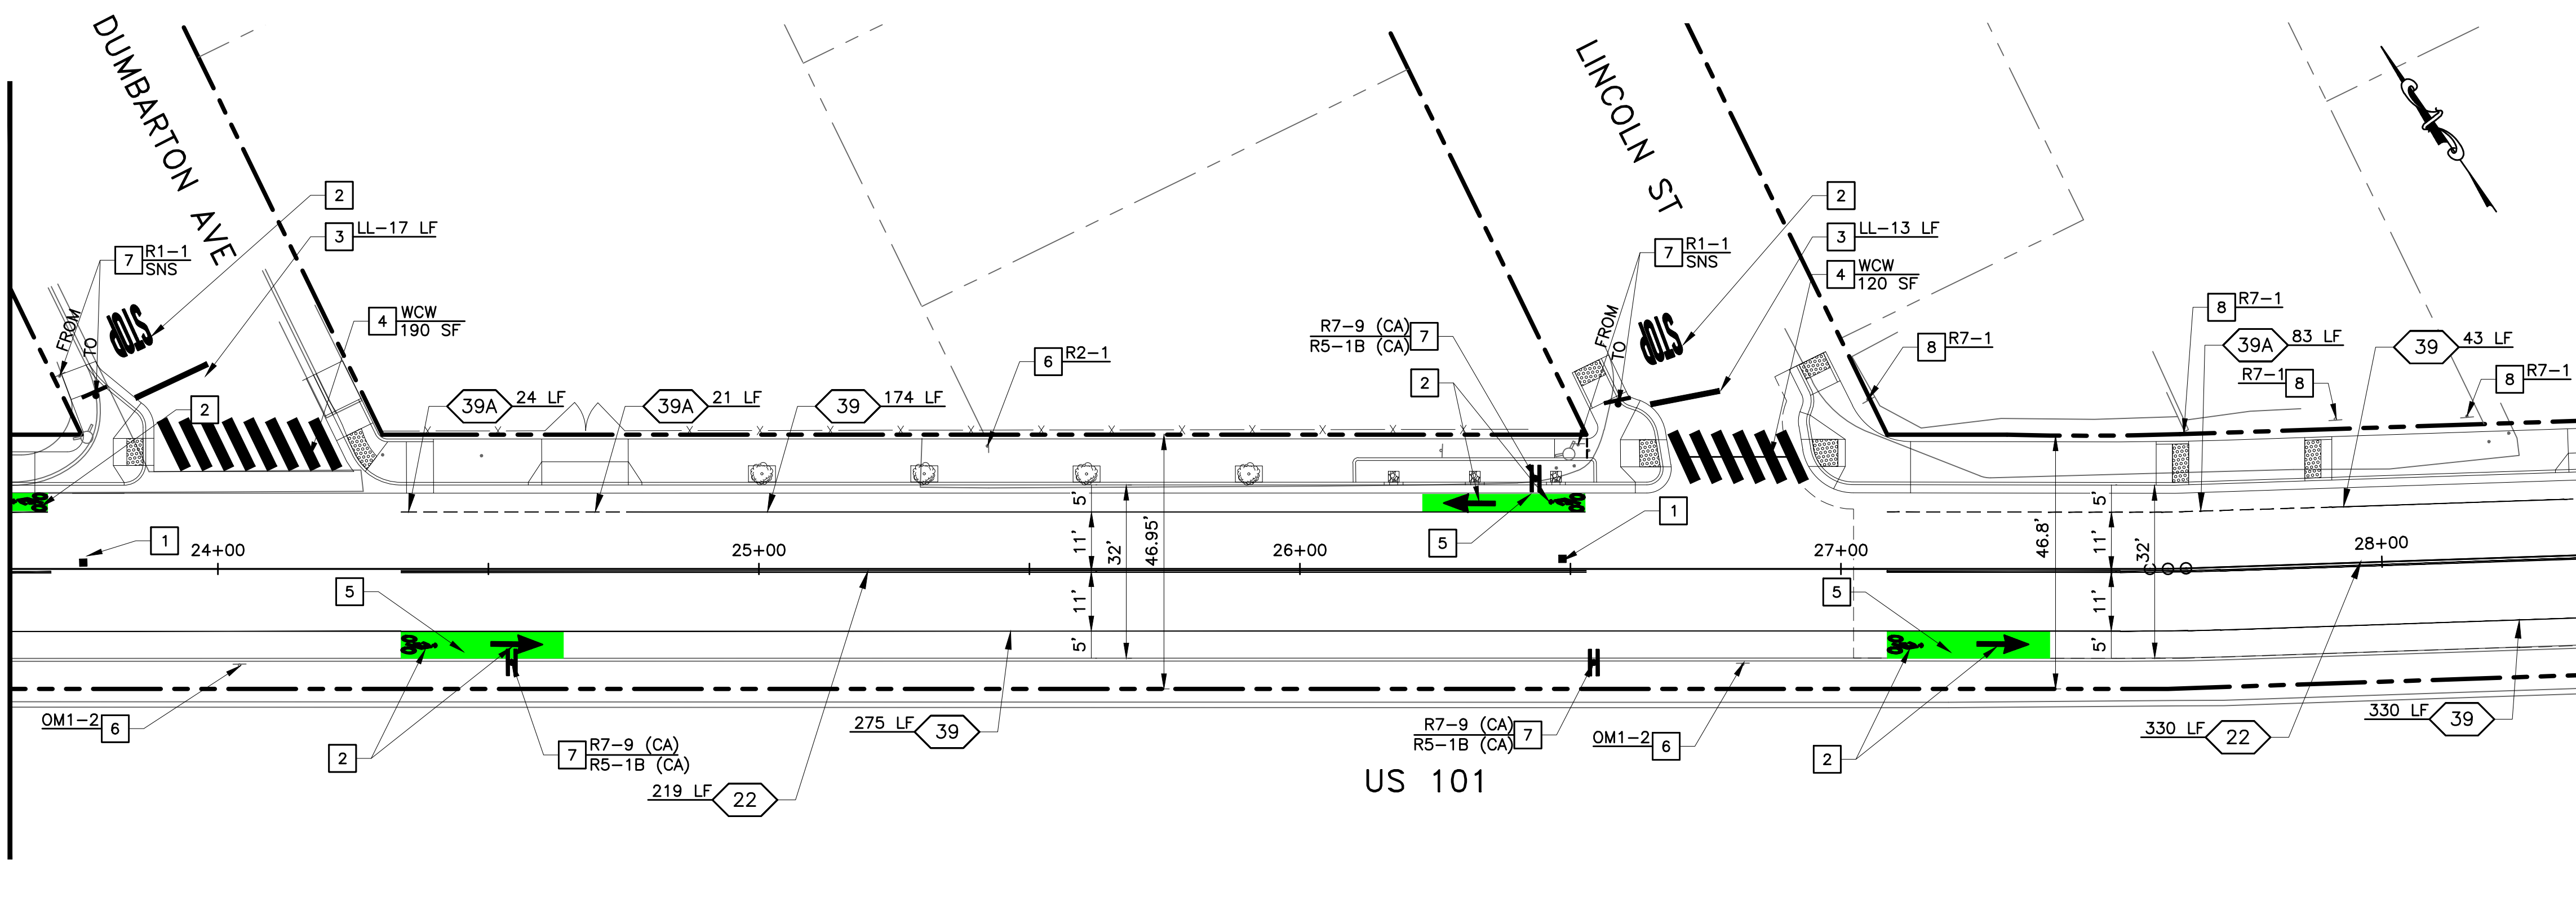 DUMBARTON AVE
LINCOLN ST
2
3 LL-17 LF
7 R1-1
SNS
FROM
TO
STOP
4 WCW
190 SF
2
39A 24 LF
39A 21 LF
39 174 LF
6 R2-1
R7-9 (CA) 7
R5-1B (CA)
2
7 R1-1
SNS
FROM
TO
STOP
2
3 LL-13 LF
4 WCW
120 SF
8 R7-1
8 R7-1
39A 83 LF
39 43 LF
R7-1 8
8 R7-1
1
24+00
25+00
26+00
27+00
28+00
5'
11'
32'
46.95'
11'
5'
5
1
5'
11'
32'
46.8'
11'
5'
5
5
OM1-2 6
2
7 R7-9 (CA)
R5-1B (CA)
219 LF 22
275 LF 39
R7-9 (CA) 7
R5-1B (CA)
OM1-2 6
2
330 LF 22
330 LF 39
US 101